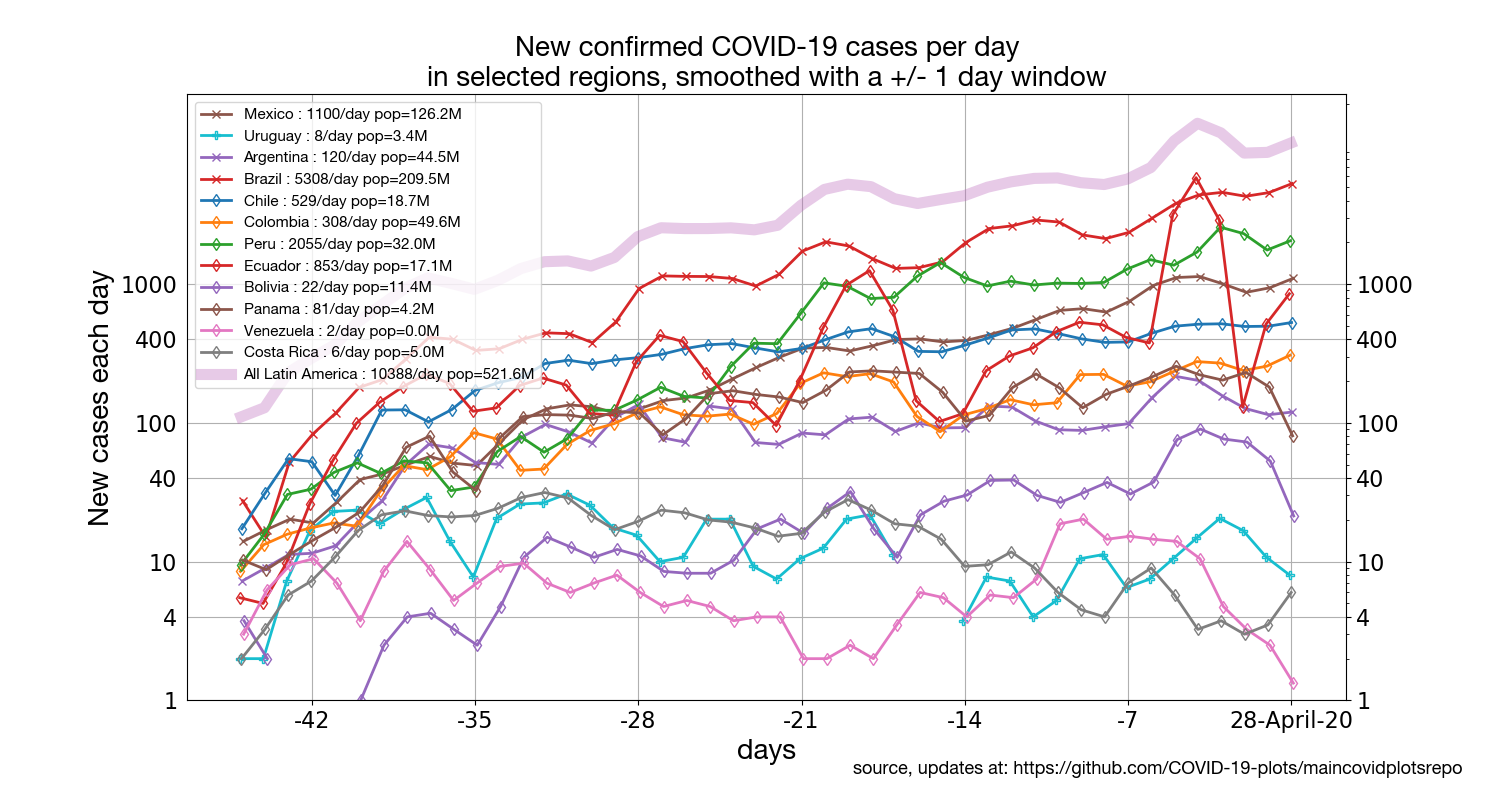 New confirmed COVID-19 cases per day
in selected regions, smoothed with a +/- 1 day window
Mexico : 1100/day pop=126.2M
Uruguay : 8/day pop=3.4M
Argentina : 120/day pop=44.5M
Brazil : 5308/day pop=209.5M
Chile : 529/day pop=18.7M
Colombia : 308/day pop=49.6M
Peru : 2055/day pop=32.0M
Ecuador : 853/day pop=17.1M
Bolivia : 22/day pop=11.4M
Panama : 81/day pop=4.2M
Venezuela : 2/day pop=0.0M
Costa Rica : 6/day pop=5.0M
All Latin America : 10388/day pop=521.6M
New cases each day
1000
400
100
40
10
4
1
1000
400
100
40
10
4
1
-42 -35 -28 -21 -14 -7 28-April-20
days
source, updates at: https://github.com/COVID-19-plots/maincovidplotsrepo